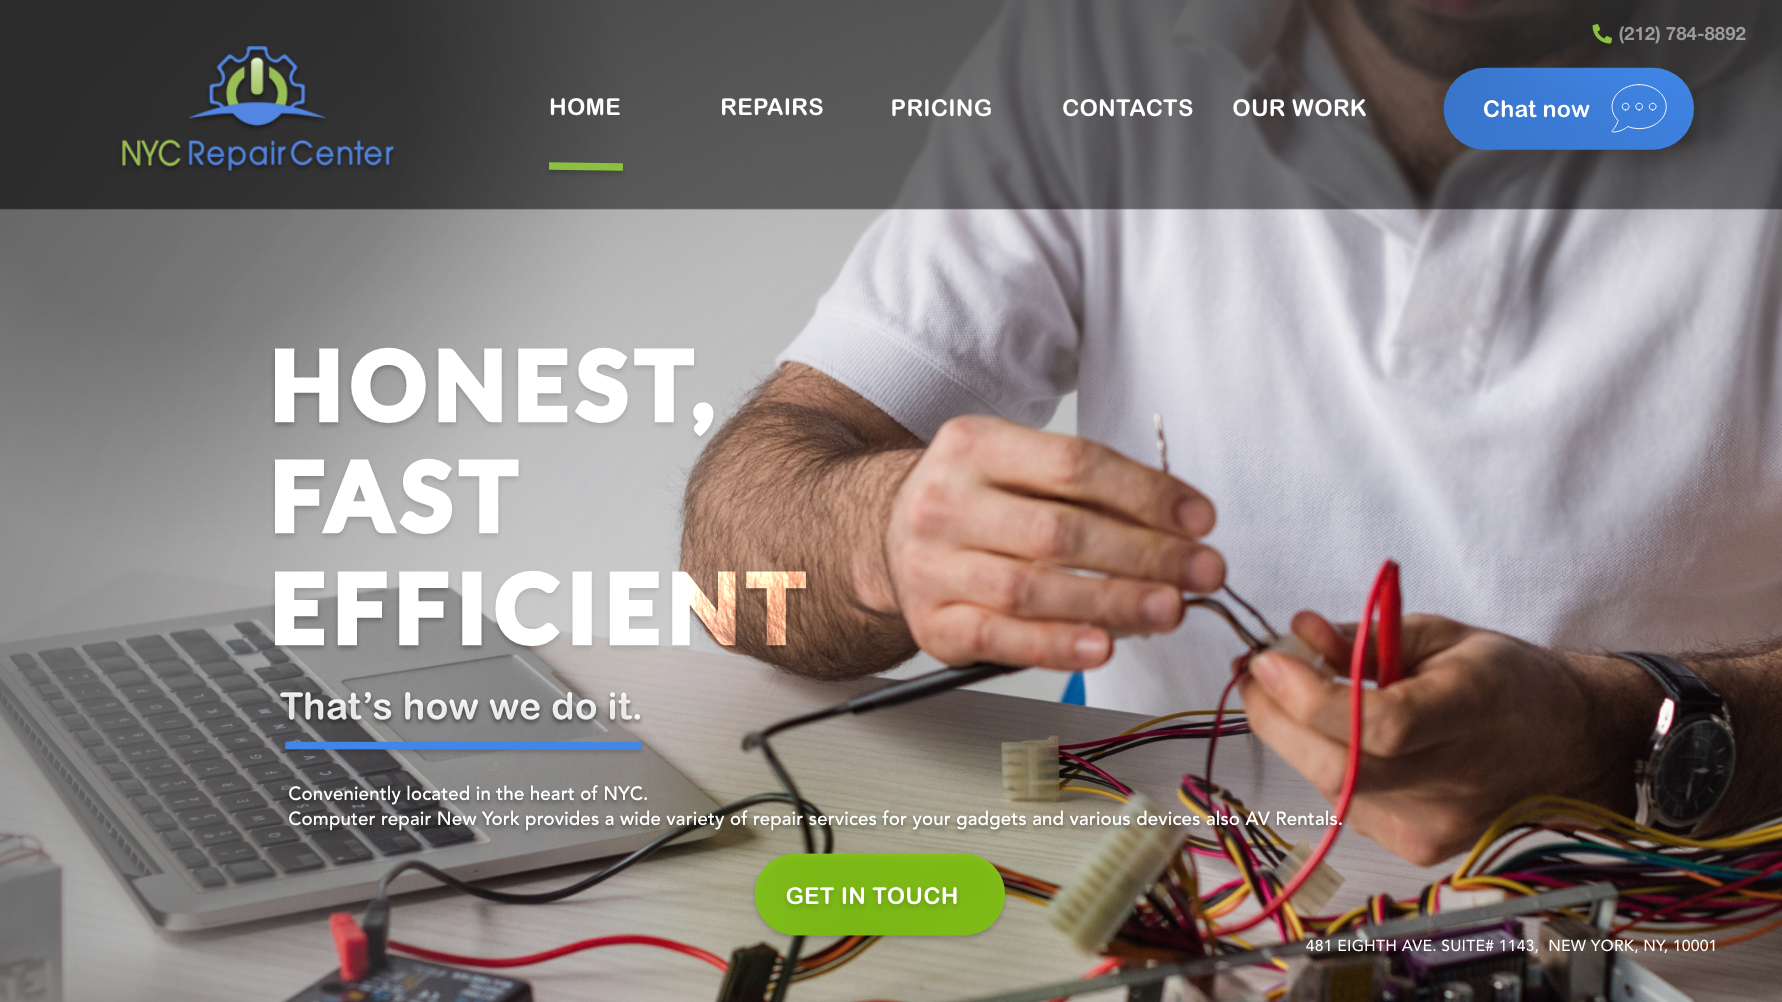 (212) 784-8892
NYC Repair Center
HOME
REPAIRS
PRICING
CONTACTS
OUR WORK
Chat now
HONEST,
FAST
EFFICIENT
That’s how we do it.
Conveniently located in the heart of NYC.
Computer repair New York provides a wide variety of repair services for your gadgets and various devices also AV Rentals.
GET IN TOUCH
481 EIGHTH AVE. SUITE# 1143, NEW YORK, NY, 10001